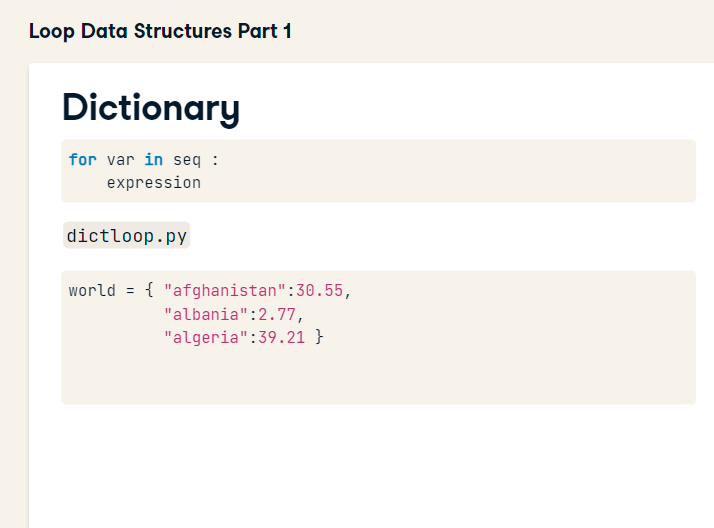 Loop Data Structures Part 1
Dictionary
for var in seq :
    expression
dictloop.py
world = { "afghanistan":30.55,
          "albania":2.77,
          "algeria":39.21 }